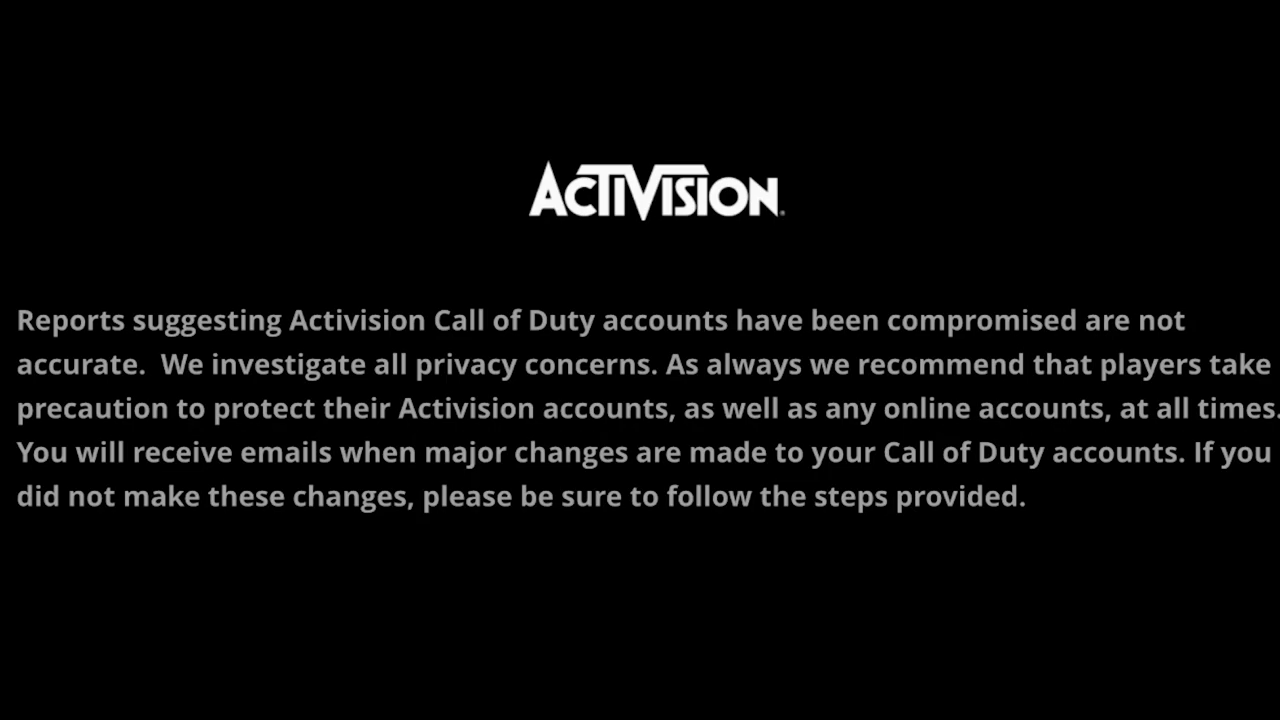 ACTIVISION
Reports suggesting Activision Call of Duty accounts have been compromised are not
accurate.  We investigate all privacy concerns. As always we recommend that players take
precaution to protect their Activision accounts, as well as any online accounts, at all times.
You will receive emails when major changes are made to your Call of Duty accounts. If you
did not make these changes, please be sure to follow the steps provided.